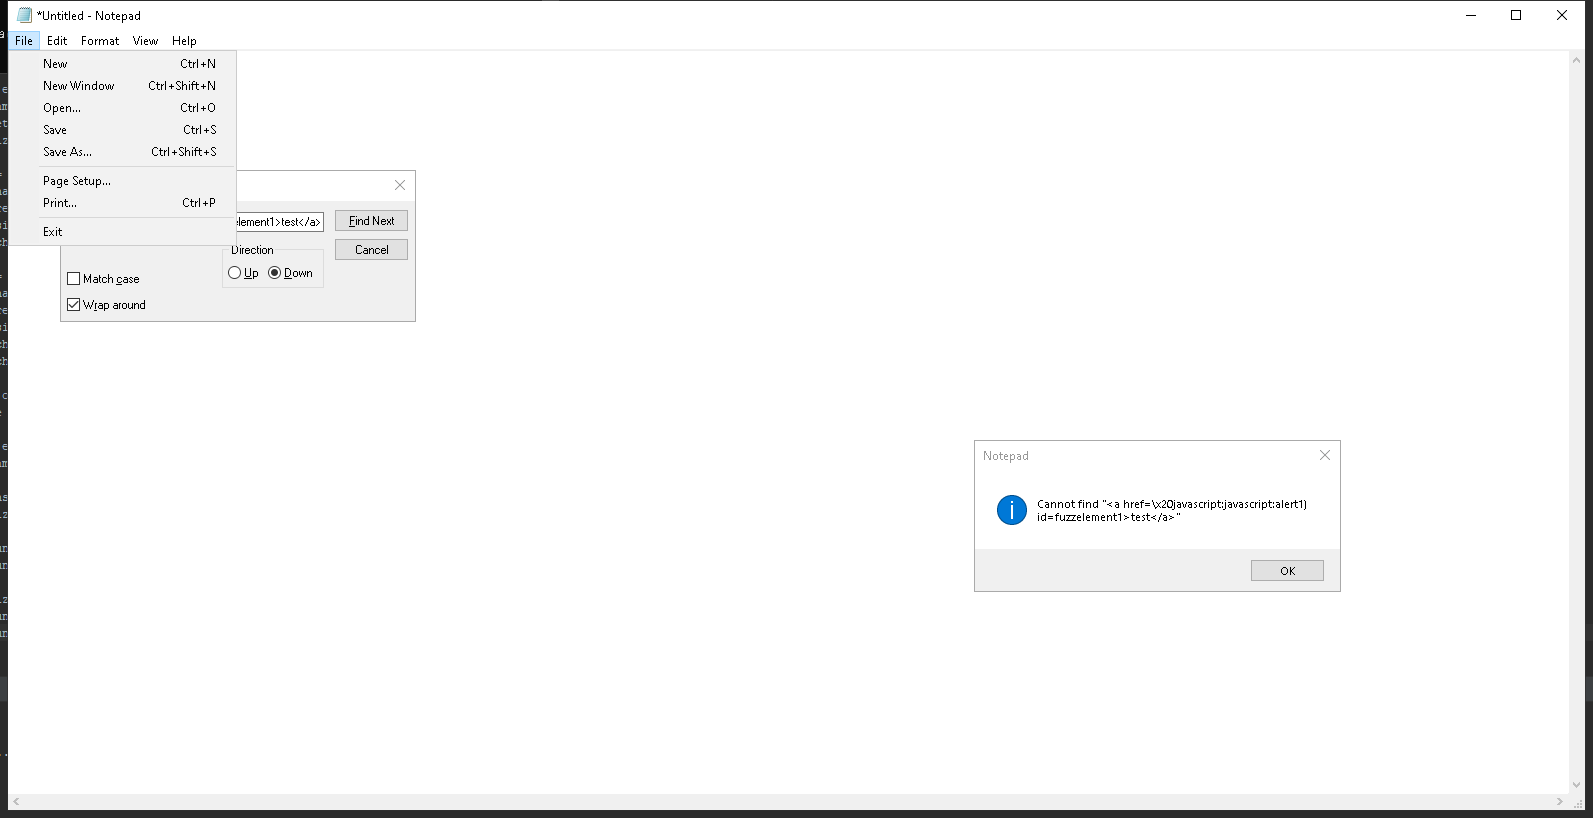 *Untitled - Notepad
File Edit Format View Help
New Ctrl+N
New Window Ctrl+Shift+N
Open... Ctrl+O
Save Ctrl+S
Save As... Ctrl+Shift+S
Page Setup...
Print... Ctrl+P
Exit
element1>test</a>
Find Next
Direction
Cancel
Up Down
Match case
Wrap around
Notepad
Cannot find "<a href=\x20javascript:javascript:alert1)
id=fuzzelement1>test</a>"
OK